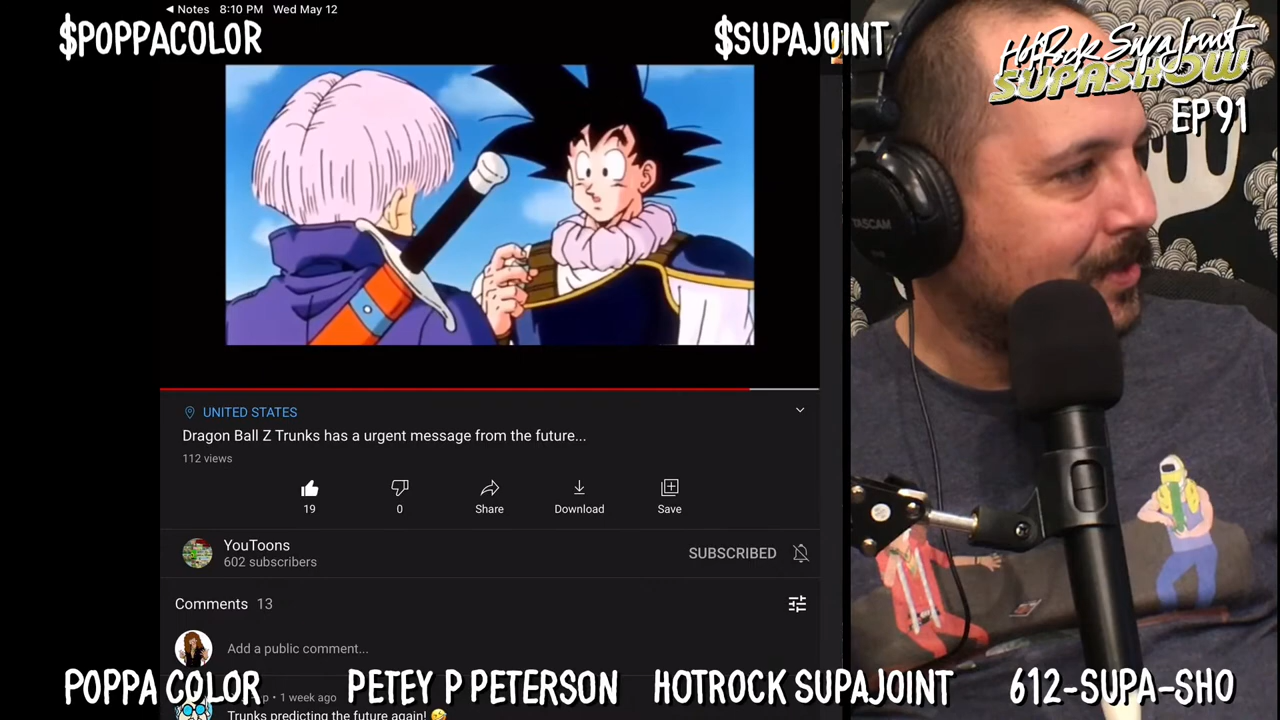 ◀ Notes 8:10 PM Wed May 12
$POPPACOLOR
$SUPAJOINT
HotRock SupaJoint
SUPASHOW
EP 91
TASCAM
UNITED STATES
Dragon Ball Z Trunks has a urgent message from the future...
112 views
19
0
Share
Download
Save
YouToons
602 subscribers
SUBSCRIBED
Comments 13
Add a public comment...
p • 1 week ago
Trunks predicting the future again! 🤣
POPPA COLOR
PETEY P PETERSON
HOTROCK SUPAJOINT
612-SUPA-SHO